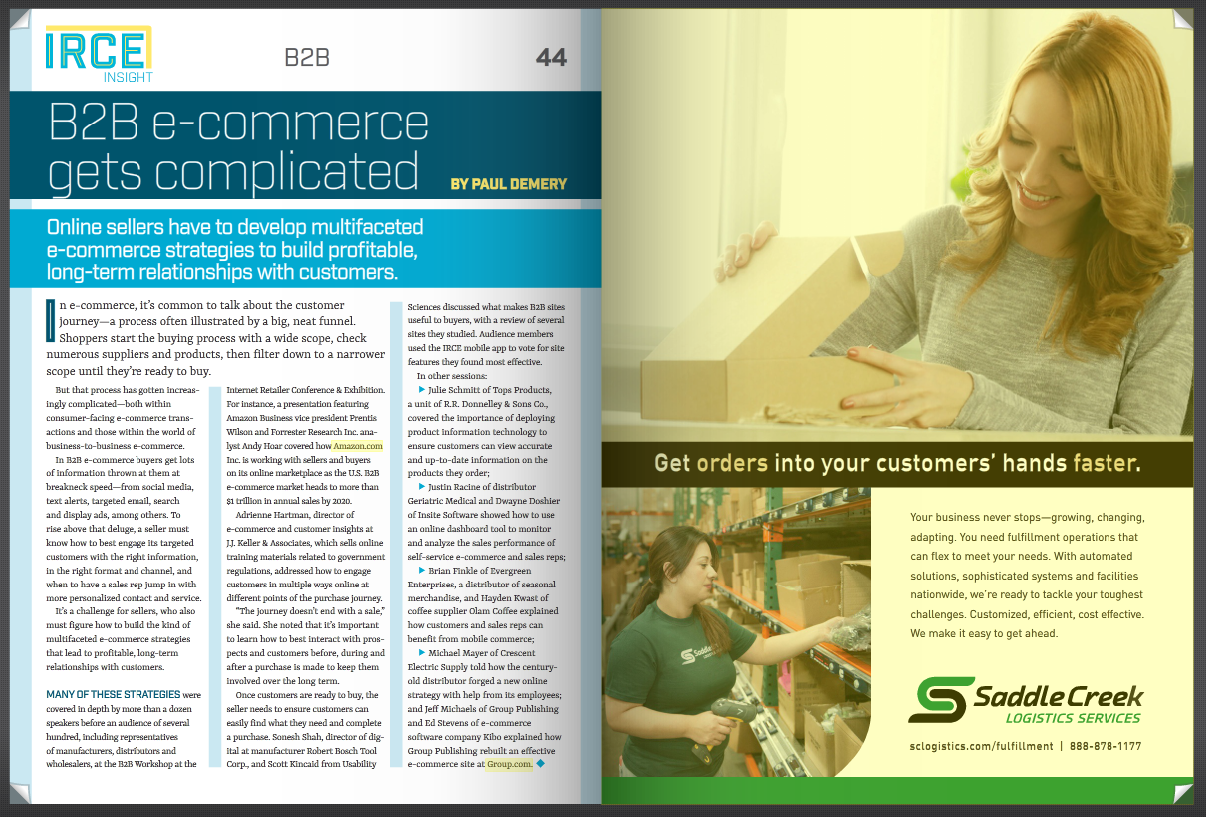 IRCE
INSIGHT
B2B
44
B2B e-commerce
gets complicated
BY PAUL DEMERY
Online sellers have to develop multifaceted
e-commerce strategies to build profitable,
long-term relationships with customers.
In e-commerce, it's common to talk about the customer
journey—a process often illustrated by a big, neat funnel.
Shoppers start the buying process with a wide scope, check
numerous suppliers and products, then filter down to a narrower
scope until they're ready to buy.
But that process has gotten increas-
ingly complicated—both within
consumer-facing e-commerce trans-
actions and those within the world of
business-to-business e-commerce.
In B2B e-commerce buyers get lots
of information thrown at them at
breakneck speed—from social media,
text alerts, targeted email, search
and display ads, among others. To
rise above that deluge, a seller must
know how to best engage its targeted
customers with the right information,
in the right format and channel, and
when to have a sales rep jump in with
more personalized contact and service.
It's a challenge for sellers, who also
must figure how to build the kind of
multifaceted e-commerce strategies
that lead to profitable, long-term
relationships with customers.
MANY OF THESE STRATEGIES were
covered in depth by more than a dozen
speakers before an audience of several
hundred, including representatives
of manufacturers, distributors and
wholesalers, at the B2B Workshop at the
Internet Retailer Conference & Exhibition.
For instance, a presentation featuring
Amazon Business vice president Prentis
Wilson and Forrester Research Inc. ana-
lyst Andy Hoar covered how Amazon.com
Inc. is working with sellers and buyers
on its online marketplace as the U.S. B2B
e-commerce market heads to more than
$1 trillion in annual sales by 2020.
Adrienne Hartman, director of
e-commerce and customer insights at
J.J. Keller & Associates, which sells online
training materials related to government
regulations, addressed how to engage
customers in multiple ways online at
different points of the purchase journey.
"The journey doesn't end with a sale,"
she said. She noted that it's important
to learn how to best interact with pros-
pects and customers before, during and
after a purchase is made to keep them
involved over the long term.
Once customers are ready to buy, the
seller needs to ensure customers can
easily find what they need and complete
a purchase. Sonesh Shah, director of dig-
ital at manufacturer Robert Bosch Tool
Corp., and Scott Kincaid from Usability
Sciences discussed what makes B2B sites
useful to buyers, with a review of several
sites they studied. Audience members
used the IRCE mobile app to vote for site
features they found most effective.
In other sessions:
▶ Julie Schmitt of Tops Products,
a unit of R.R. Donnelley & Sons Co.,
covered the importance of deploying
product information technology to
ensure customers can view accurate
and up-to-date information on the
products they order;
▶ Justin Racine of distributor
Geriatric Medical and Dwayne Doshier
of Insite Software showed how to use
an online dashboard tool to monitor
and analyze the sales performance of
self-service e-commerce and sales reps;
▶ Brian Finkle of Evergreen
Enterprises, a distributor of seasonal
merchandise, and Hayden Kwast of
coffee supplier Olam Coffee explained
how customers and sales reps can
benefit from mobile commerce;
▶ Michael Mayer of Crescent
Electric Supply told how the century-
old distributor forged a new online
strategy with help from its employees;
and Jeff Michaels of Group Publishing
and Ed Stevens of e-commerce
software company Kibo explained how
Group Publishing rebuilt an effective
e-commerce site at Group.com. ◆
Get orders into your customers' hands faster.
Saddle
Your business never stops—growing, changing,
adapting. You need fulfillment operations that
can flex to meet your needs. With automated
solutions, sophisticated systems and facilities
nationwide, we're ready to tackle your toughest
challenges. Customized, efficient, cost effective.
We make it easy to get ahead.
Saddle Creek
LOGISTICS SERVICES
sclogistics.com/fulfillment | 888-878-1177